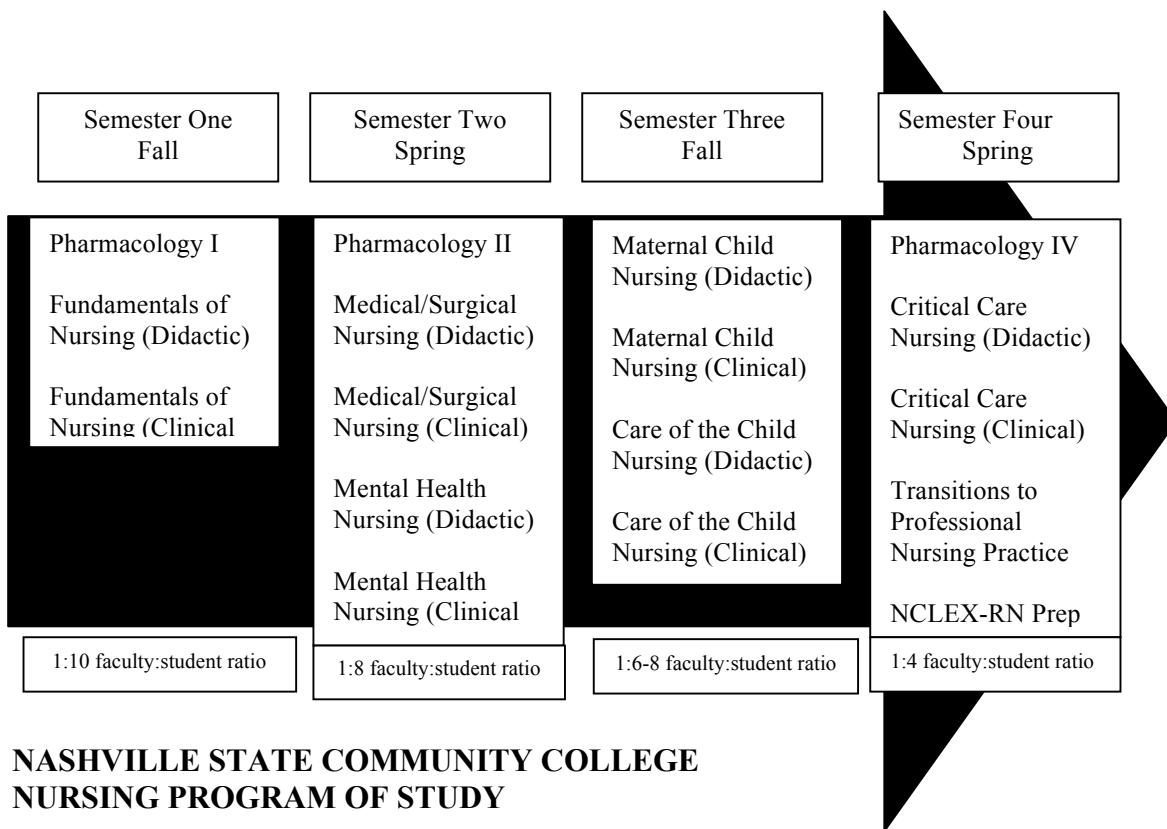 Semester One
Fall
Semester Two
Spring
Semester Three
Fall
Semester Four
Spring
Pharmacology I
Fundamentals of
Nursing (Didactic)
Fundamentals of
Nursing (Clinical
1:10 faculty:student ratio
Pharmacology II
Medical/Surgical
Nursing (Didactic)
Medical/Surgical
Nursing (Clinical)
Mental Health
Nursing (Didactic)
Mental Health
Nursing (Clinical
1:8 faculty:student ratio
Maternal Child
Nursing (Didactic)
Maternal Child
Nursing (Clinical)
Care of the Child
Nursing (Didactic)
Care of the Child
Nursing (Clinical)
1:6-8 faculty:student ratio
Pharmacology IV
Critical Care
Nursing (Didactic)
Critical Care
Nursing (Clinical)
Transitions to
Professional
Nursing Practice
NCLEX-RN Prep
1:4 faculty:student ratio
NASHVILLE STATE COMMUNITY COLLEGE
NURSING PROGRAM OF STUDY